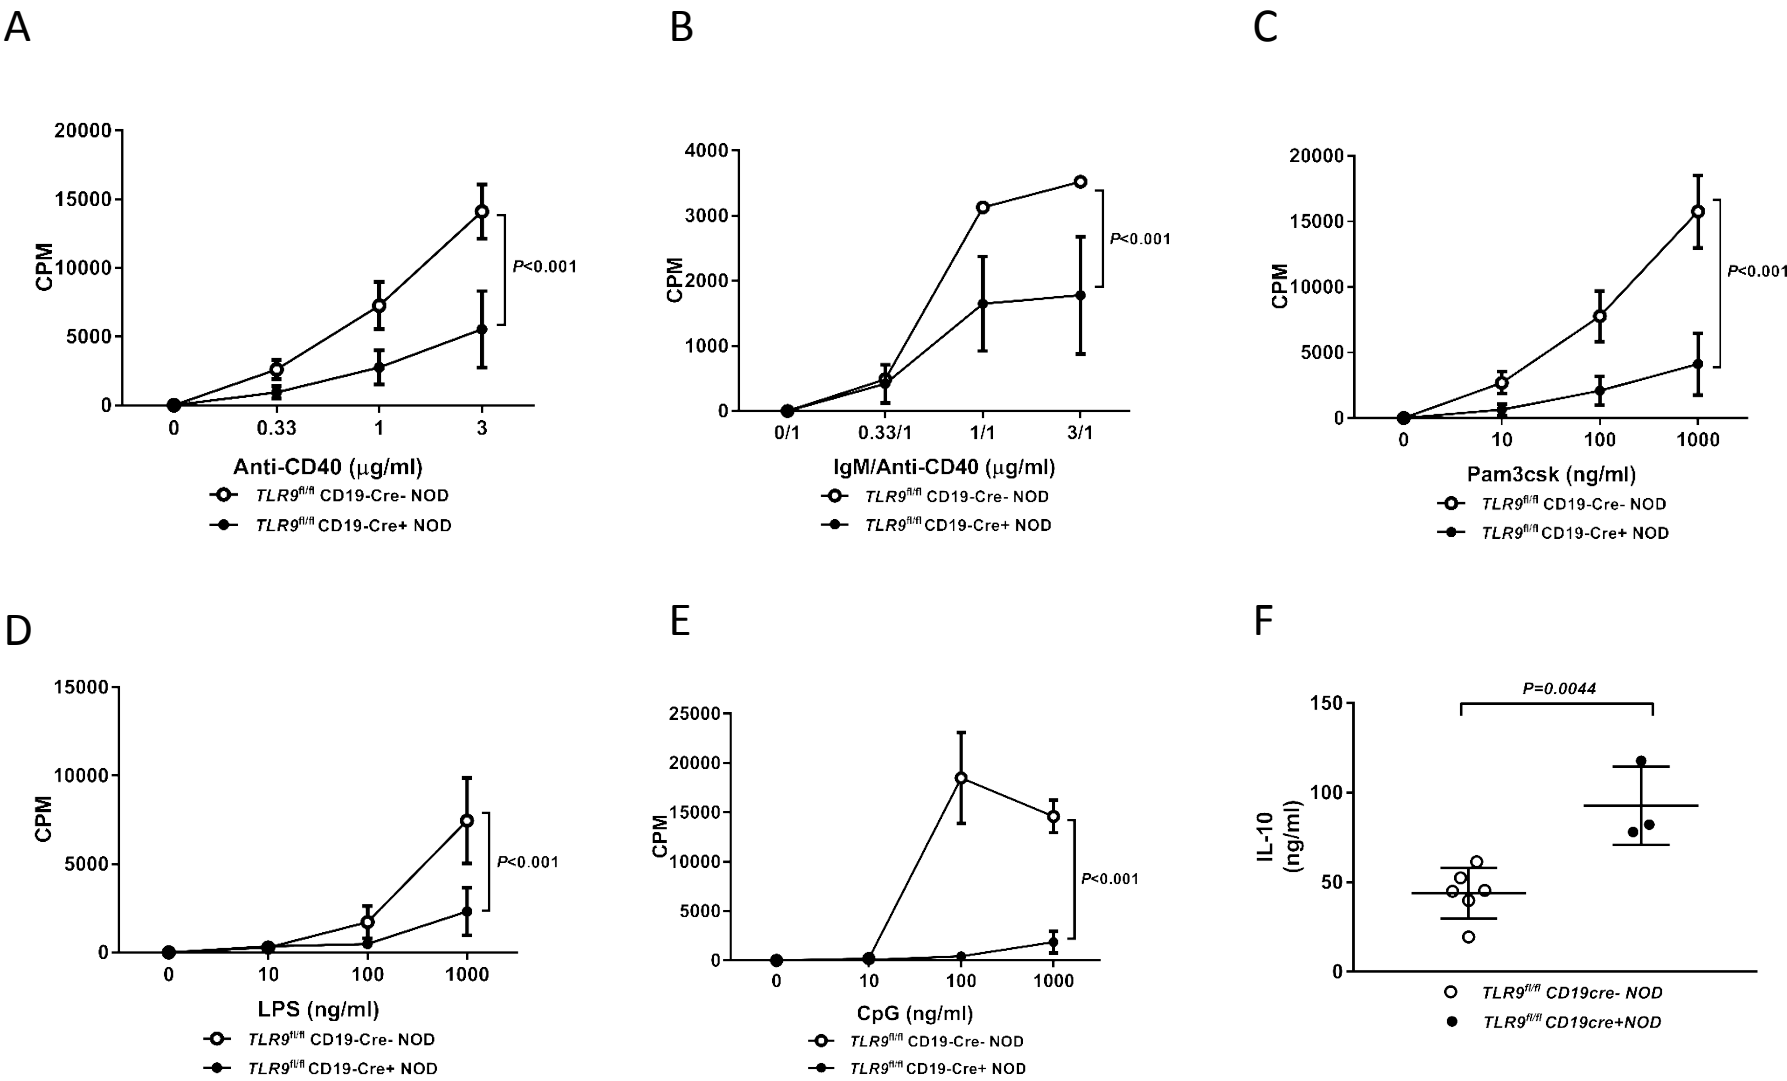 A
20000
15000
10000
5000
0
CPM
P<0.001
0 0.33 1 3
Anti-CD40 (μg/ml)
TLR9fl/fl CD19-Cre- NOD
TLR9fl/fl CD19-Cre+ NOD
B
4000
3000
2000
1000
0
CPM
P<0.001
0/1 0.33/1 1/1 3/1
IgM/Anti-CD40 (μg/ml)
TLR9fl/fl CD19-Cre- NOD
TLR9fl/fl CD19-Cre+ NOD
C
20000
15000
10000
5000
0
CPM
P<0.001
0 10 100 1000
Pam3csk (ng/ml)
TLR9fl/fl CD19-Cre- NOD
TLR9fl/fl CD19-Cre+ NOD
D
15000
10000
5000
0
CPM
P<0.001
0 10 100 1000
LPS (ng/ml)
TLR9fl/fl CD19-Cre- NOD
TLR9fl/fl CD19-Cre+ NOD
E
25000
20000
15000
10000
5000
0
CPM
P<0.001
0 10 100 1000
CpG (ng/ml)
TLR9fl/fl CD19-Cre- NOD
TLR9fl/fl CD19-Cre+ NOD
F
P=0.0044
150
100
50
0
IL-10
(ng/ml)
TLR9fl/fl CD19cre- NOD
TLR9fl/fl CD19cre+NOD